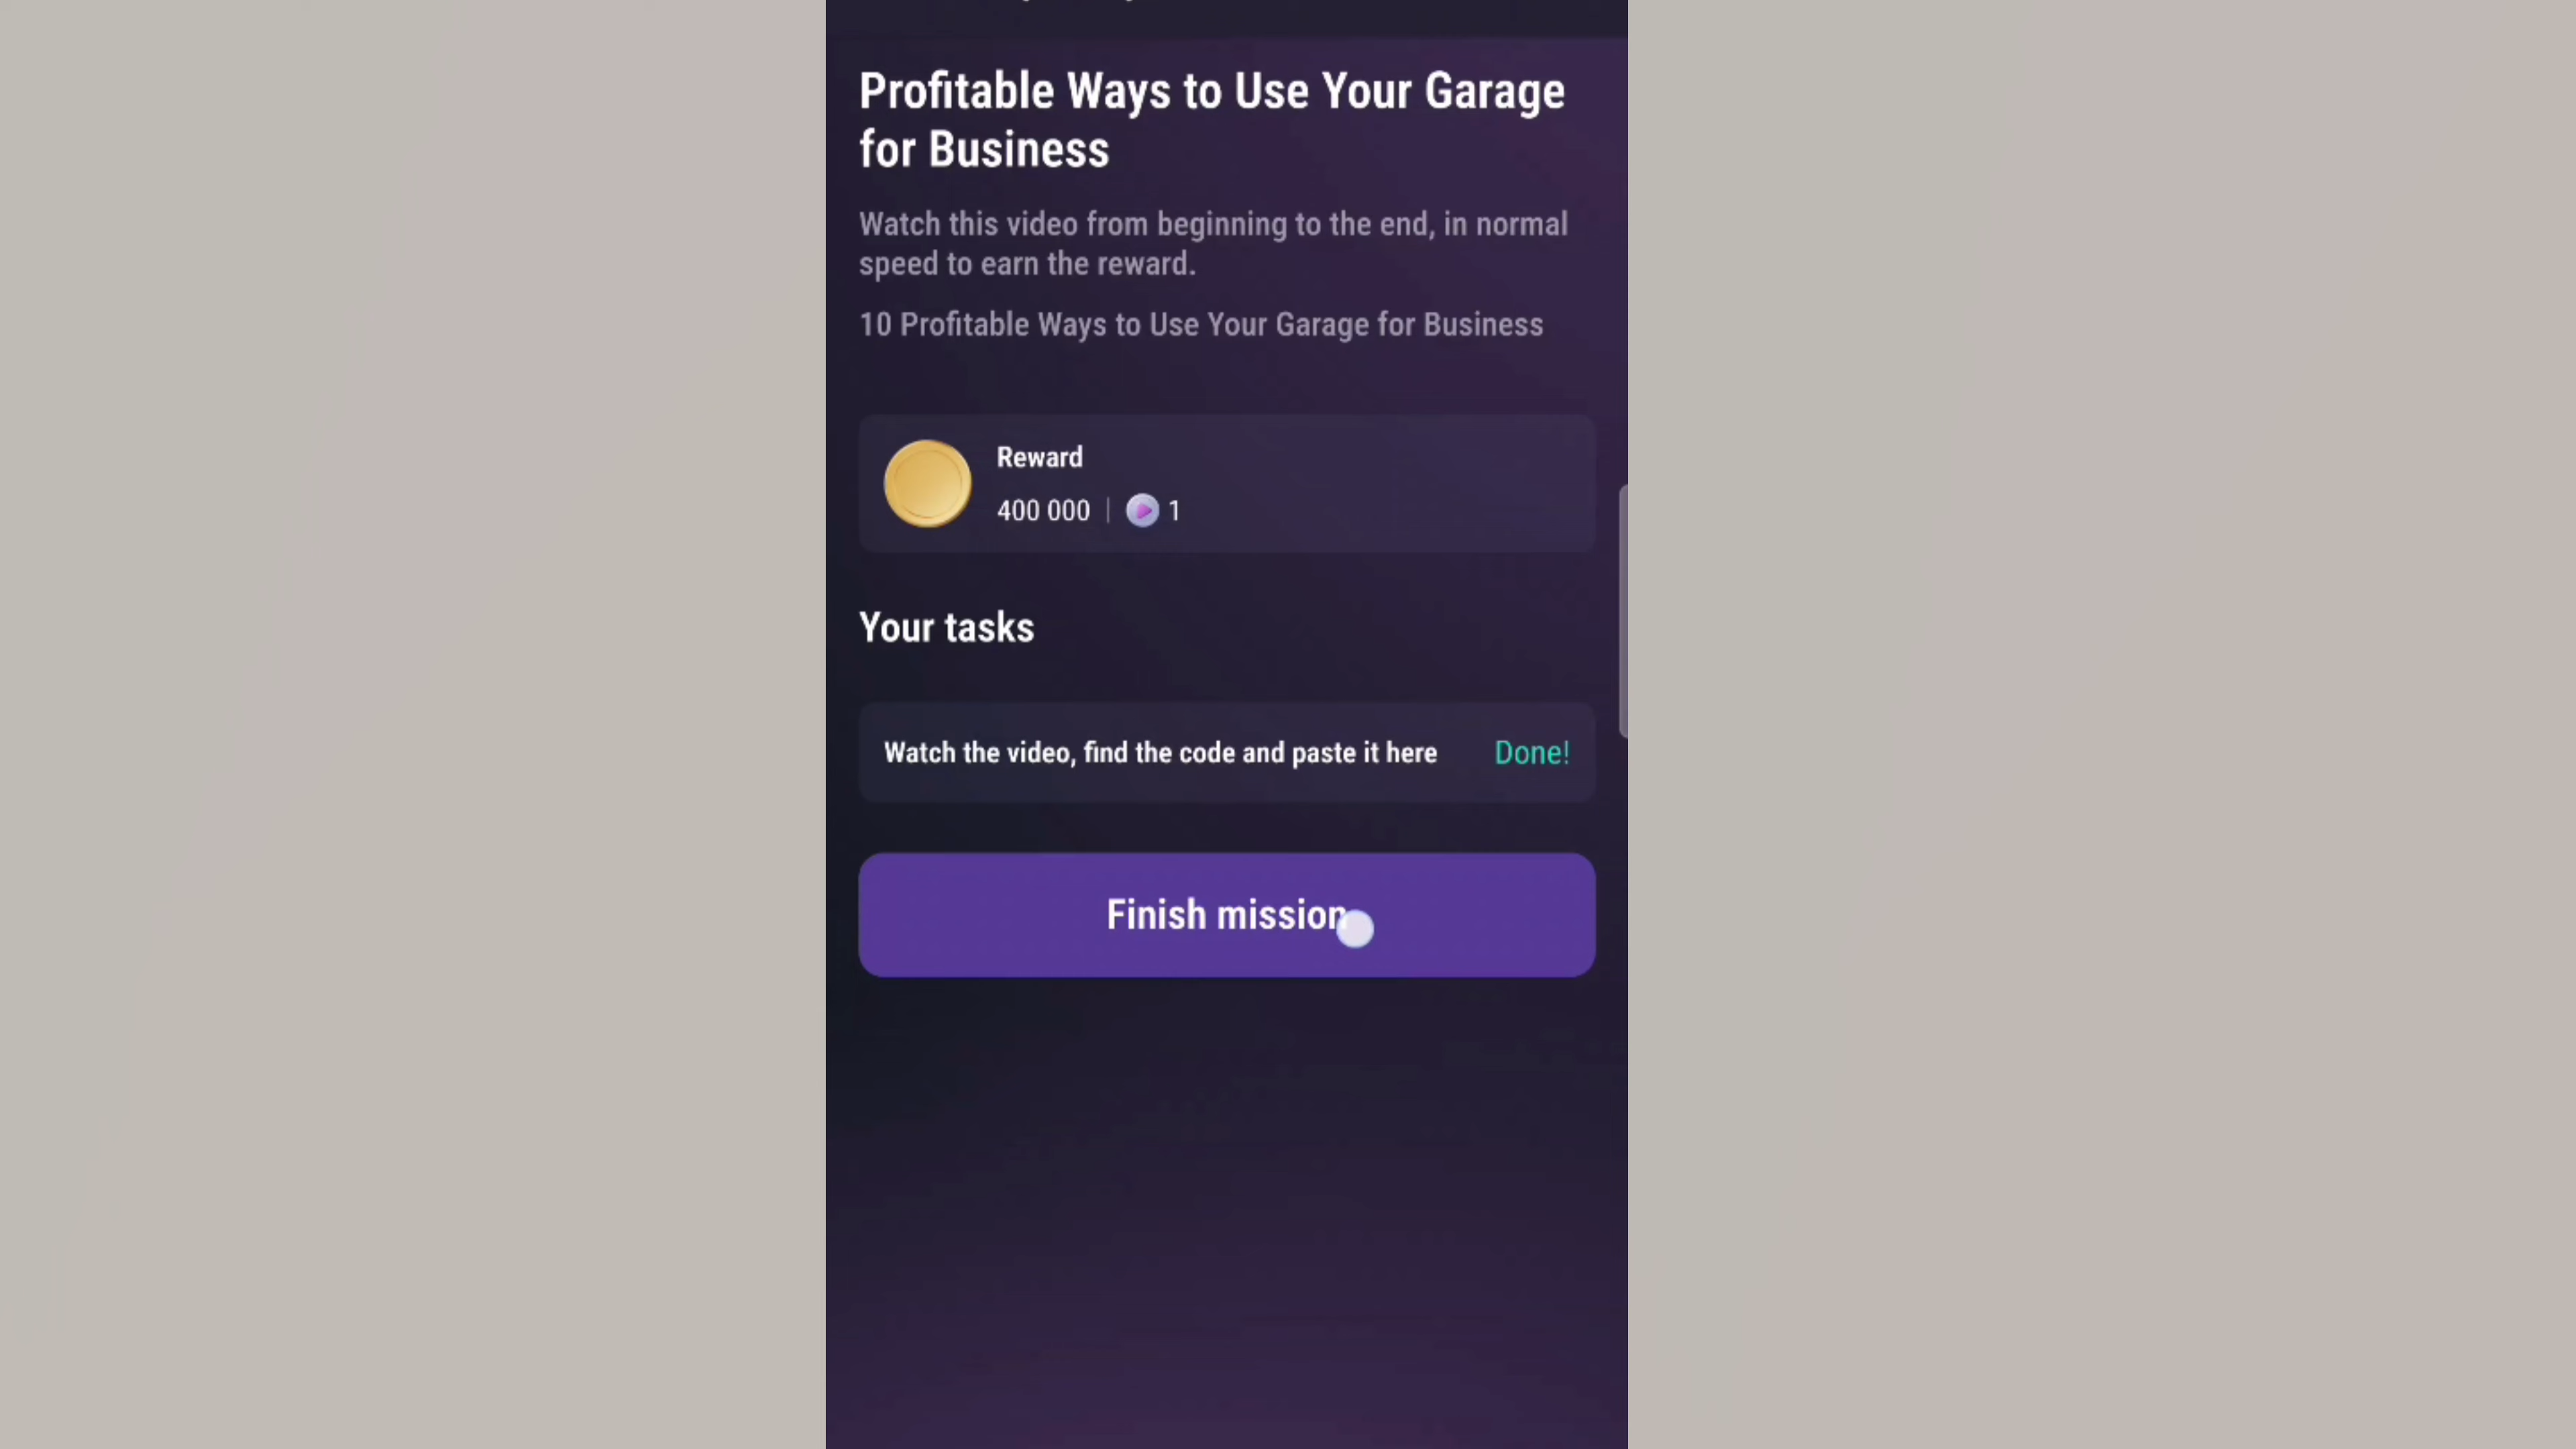 Profitable Ways to Use Your Garage
for Business
Watch this video from beginning to the end, in normal
speed to earn the reward.
10 Profitable Ways to Use Your Garage for Business
Reward
400 000 | 1
Your tasks
Watch the video, find the code and paste it here Done!
Finish mission